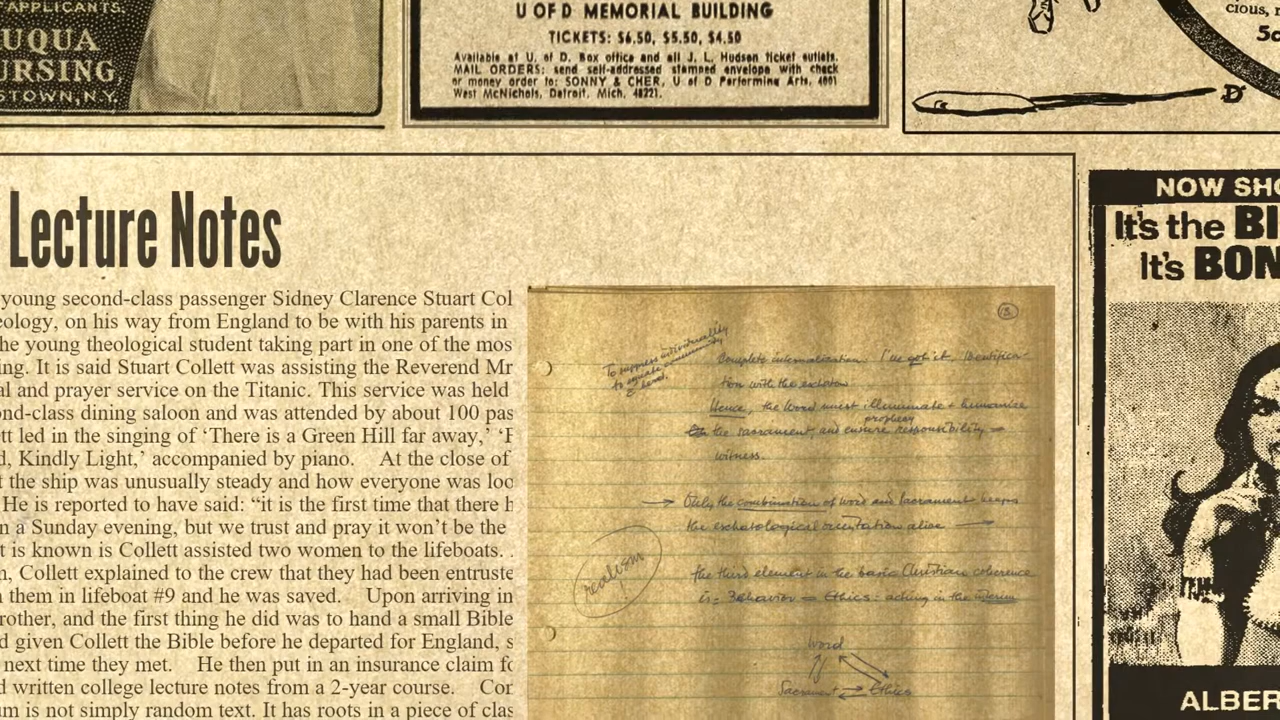 APPLICANTS.
UQUA
URSING
STOWN, N.Y.
U OF D MEMORIAL BUILDING
TICKETS: $6.50, $5.50, $4.50
Available at U. of D. Box office and all J. L. Hudson ticket outlets.
MAIL ORDERS: send self-addressed stamped envelope with check
or money order to: SONNY & CHER, U of D Performing Arts, 4001
West McNichols, Detroit, Mich. 48221.
cious, r
5c
D
Lecture Notes
young second-class passenger Sidney Clarence Stuart Col
eology, on his way from England to be with his parents in
he young theological student taking part in one of the mos
ing. It is said Stuart Collett was assisting the Reverend Mr
al and prayer service on the Titanic. This service was held
ond-class dining saloon and was attended by about 100 pas
ett led in the singing of ‘There is a Green Hill far away,’ ‘F
d, Kindly Light,’ accompanied by piano. At the close of
t the ship was unusually steady and how everyone was loo
He is reported to have said: “it is the first time that there h
n a Sunday evening, but we trust and pray it won’t be the
t is known is Collett assisted two women to the lifeboats. .
n, Collett explained to the crew that they had been entruste
n them in lifeboat #9 and he was saved. Upon arriving in
rother, and the first thing he did was to hand a small Bible
d given Collett the Bible before he departed for England, s
next time they met. He then put in an insurance claim fo
d written college lecture notes from a 2-year course. Cor
um is not simply random text. It has roots in a piece of clas
To suppress individuality
to create a community
Complete internalization: I've got it. Identifica-
tion with the eschaton
Hence, the Word must illuminate + humanize
prophetic
the sacrament, and ensure responsibility =
witness.
Only the combination of word and sacrament keeps
the eschatological orientation alive
realism
the third element in the basic Christian coherence
is: Behavior = Ethics: acting in the interim
Word
Sacrament Ethics
NOW SHO
It's the BI
It's BON
ALBER